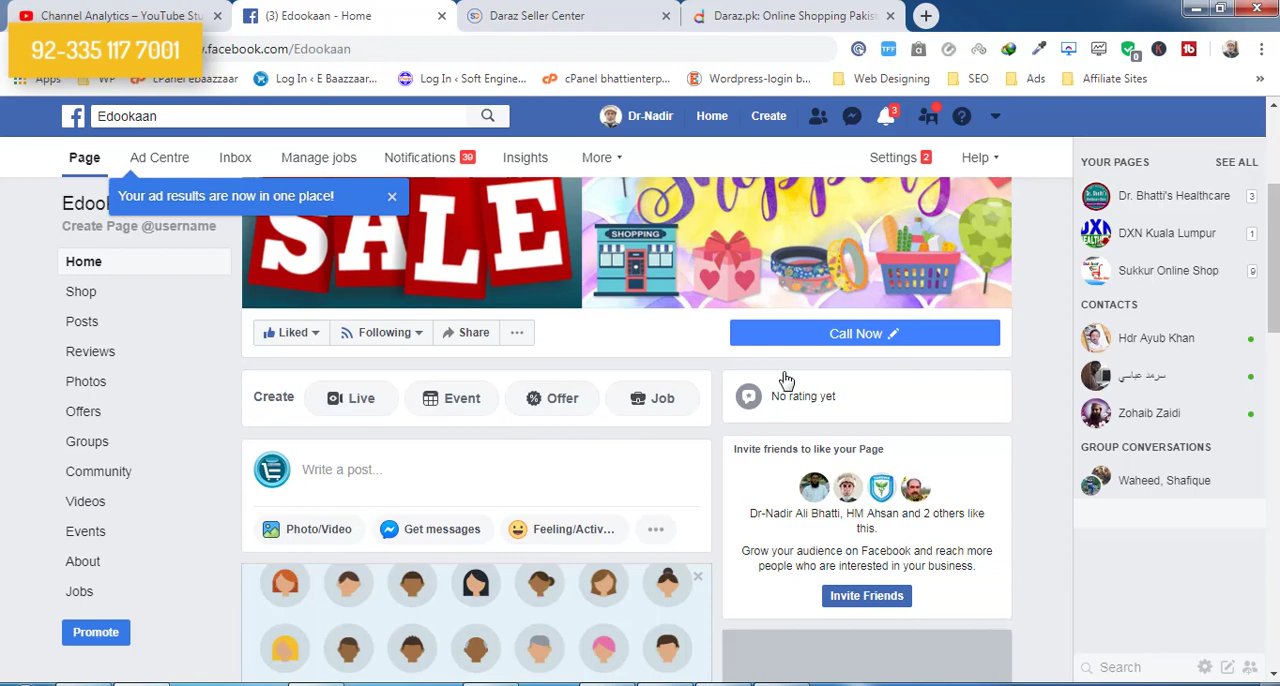 Channel Analytics – YouTube Stu
(3) Edookaan - Home
Daraz Seller Center
Daraz.pk: Online Shopping Pakis
92-335 117 7001
.facebook.com/Edookaan
Apps
WP
cPanel ebaazzaar
Log In ‹ E Baazzaar...
Log In ‹ Soft Engine...
cPanel bhattienterp...
Wordpress-login b...
Web Designing
SEO
Ads
Affiliate Sites
»
Edookaan
Dr-Nadir
Home
Create
3
Page
Ad Centre
Inbox
Manage jobs
Notifications 39
Insights
More
Settings 2
Help
Your ad results are now in one place!
Create Page @username
Home
Shop
Posts
Reviews
Photos
Offers
Groups
Community
Videos
Events
About
Jobs
Promote
SALE
Shopping
SHOPPING
Liked
Following
Share
...
Call Now
Create
Live
Event
Offer
Job
Write a post...
Photo/Video
Get messages
Feeling/Activ...
No rating yet
Invite friends to like your Page
Dr-Nadir Ali Bhatti, HM Ahsan and 2 others like
this.
Grow your audience on Facebook and reach more
people who are interested in your business.
Invite Friends
YOUR PAGES
SEE ALL
Dr. Bhatti's Healthcare 3
DXN Kuala Lumpur 1
Sukkur Online Shop 9
CONTACTS
Hdr Ayub Khan
سرمد عباسي
Zohaib Zaidi
GROUP CONVERSATIONS
Waheed, Shafique
Search